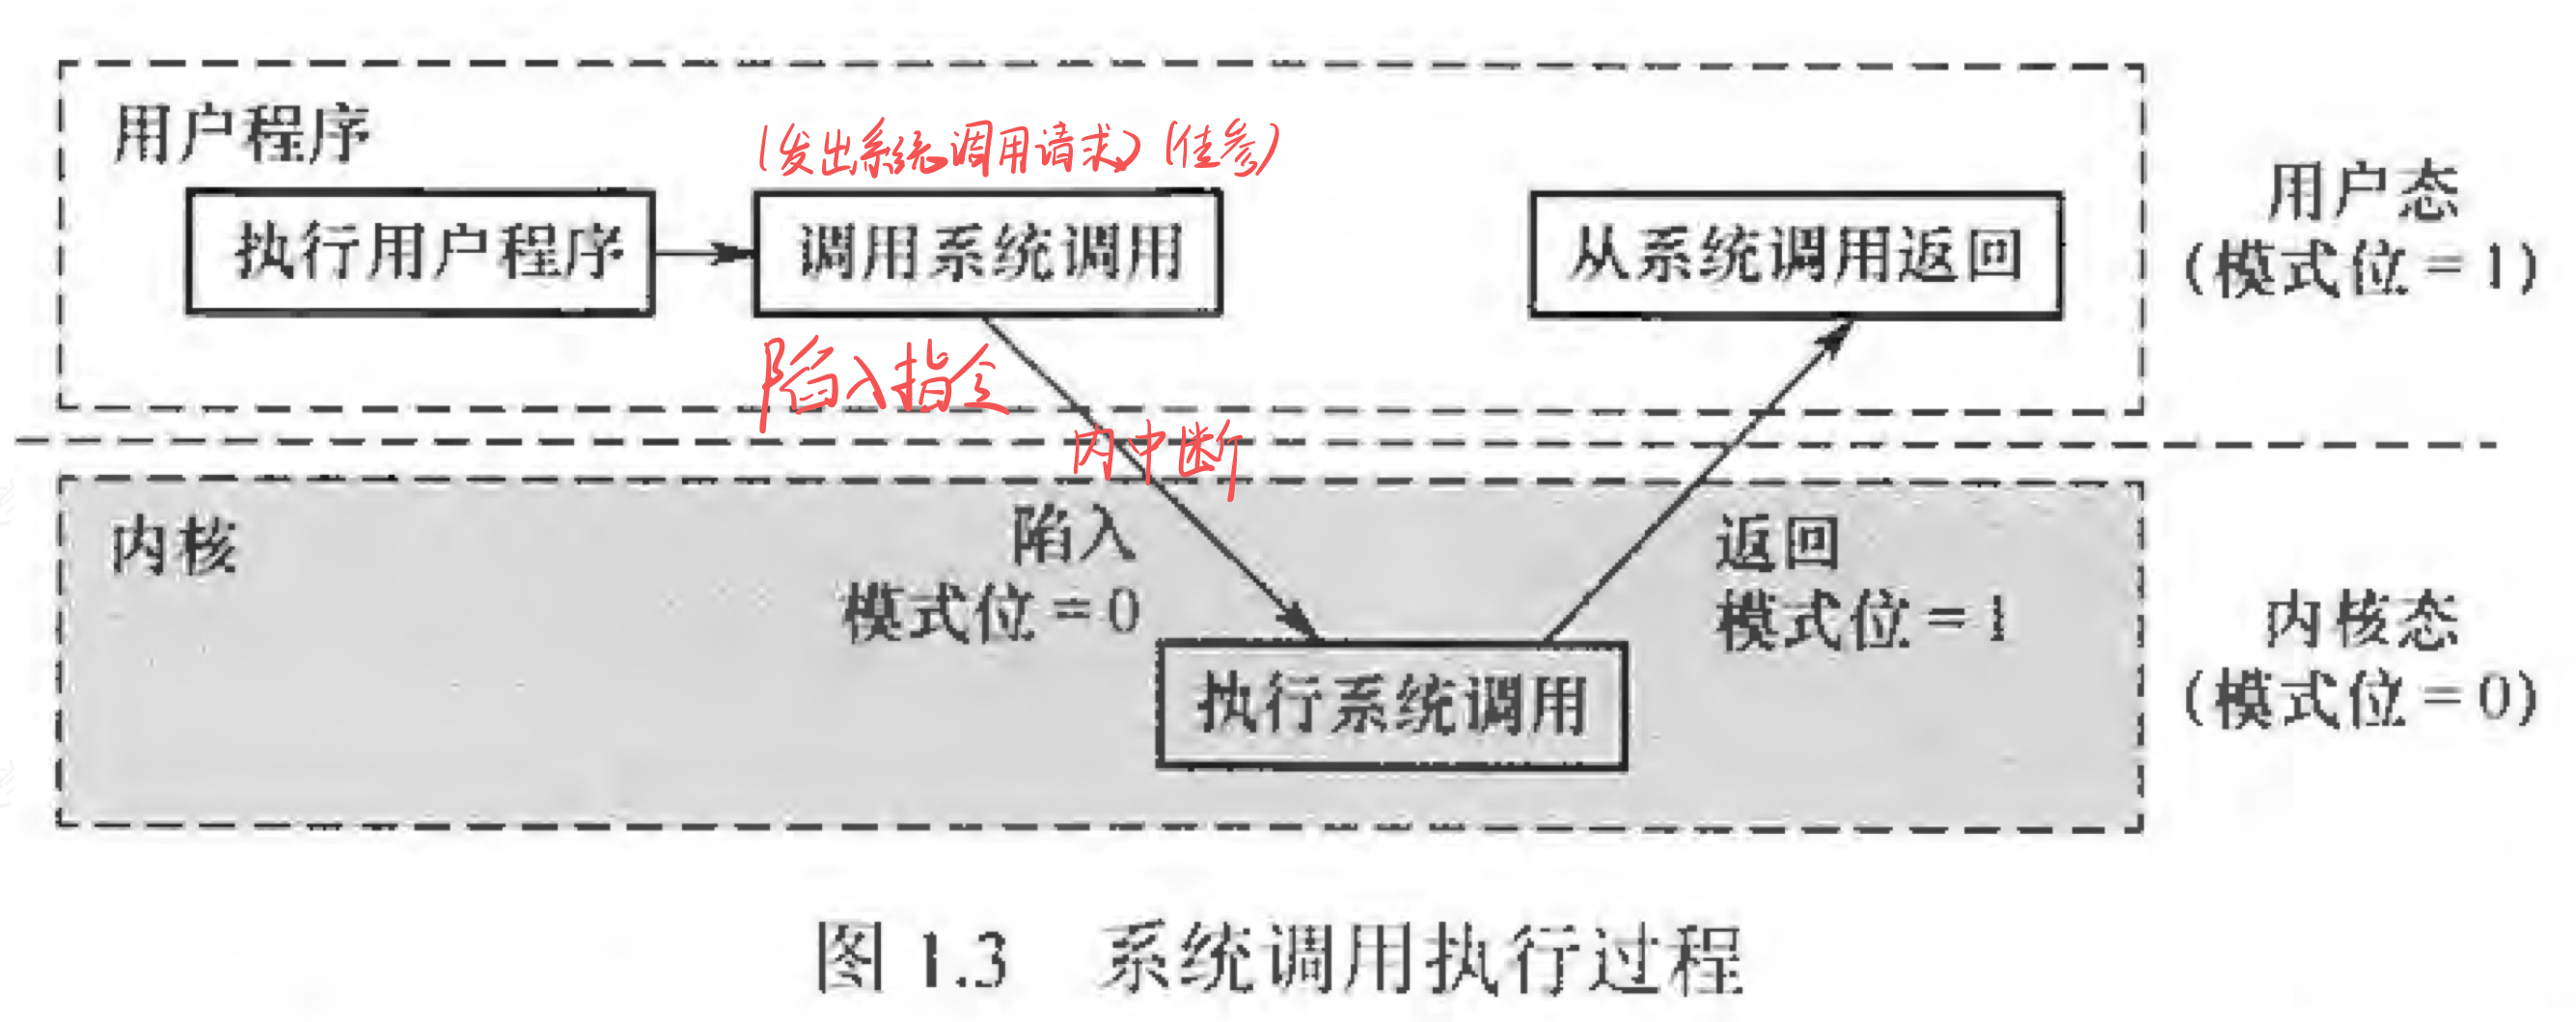 用户程序
(发出系统调用请求) (传参)
执行用户程序
调用系统调用
从系统调用返回
用户态
(模式位 = 1)
陷入指令
内中断
内核
陷入
模式位 = 0
返回
模式位 = 1
执行系统调用
内核态
(模式位 = 0)
图 1.3 系统调用执行过程